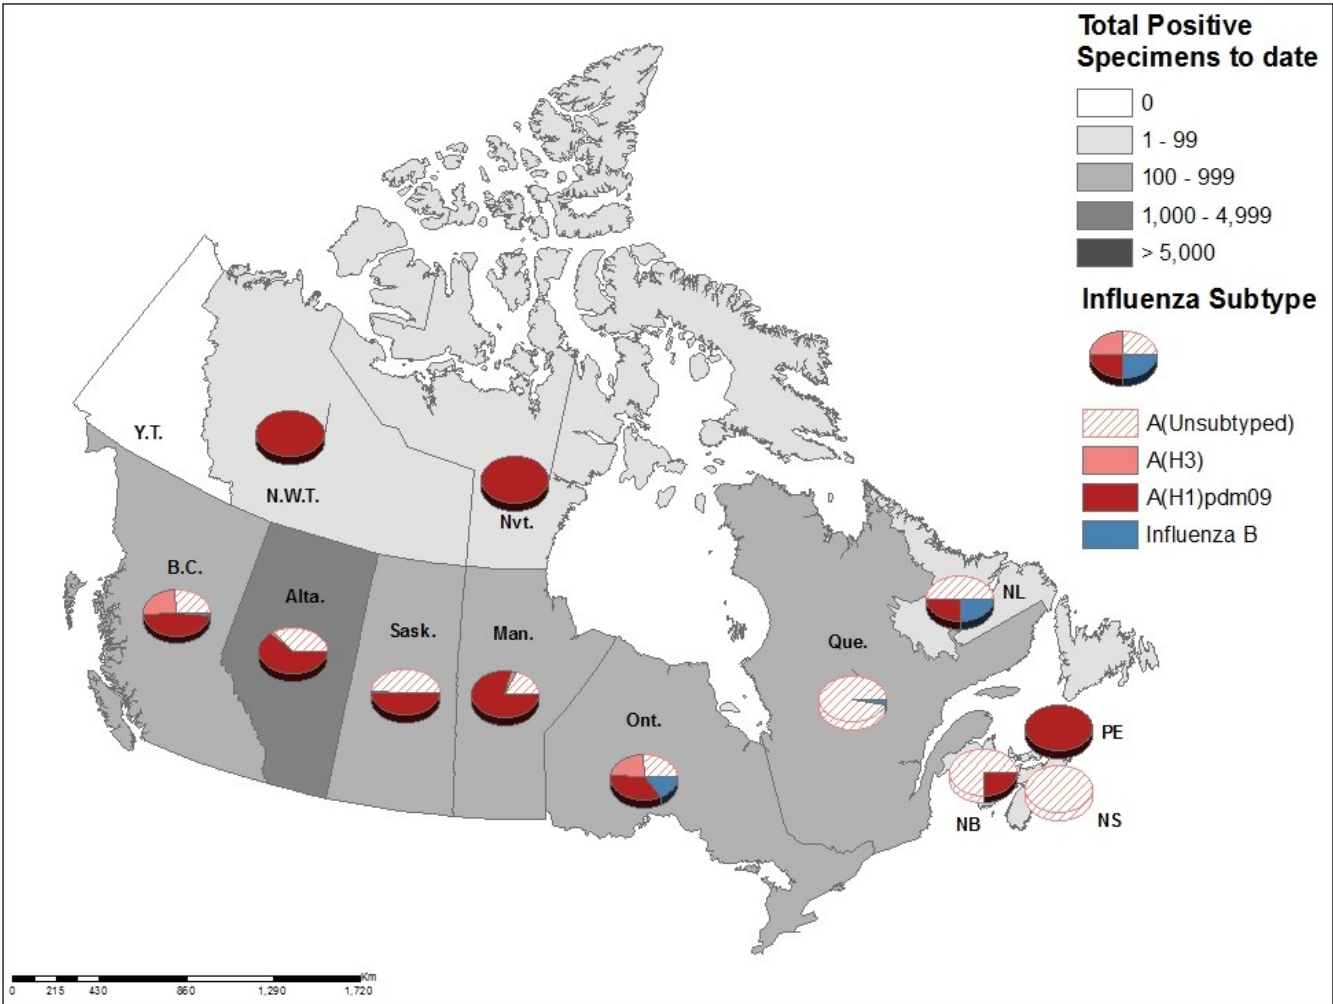 Total Positive
Specimens to date
0
1 - 99
100 - 999
1,000 - 4,999
> 5,000
Influenza Subtype
A(Unsubtyped)
A(H3)
A(H1)pdm09
Influenza B
Y.T.
N.W.T.
Nvt.
B.C.
Alta.
Sask.
Man.
Ont.
Que.
NL
PE
NB
NS
Km
0 215 430 860 1,290 1,720